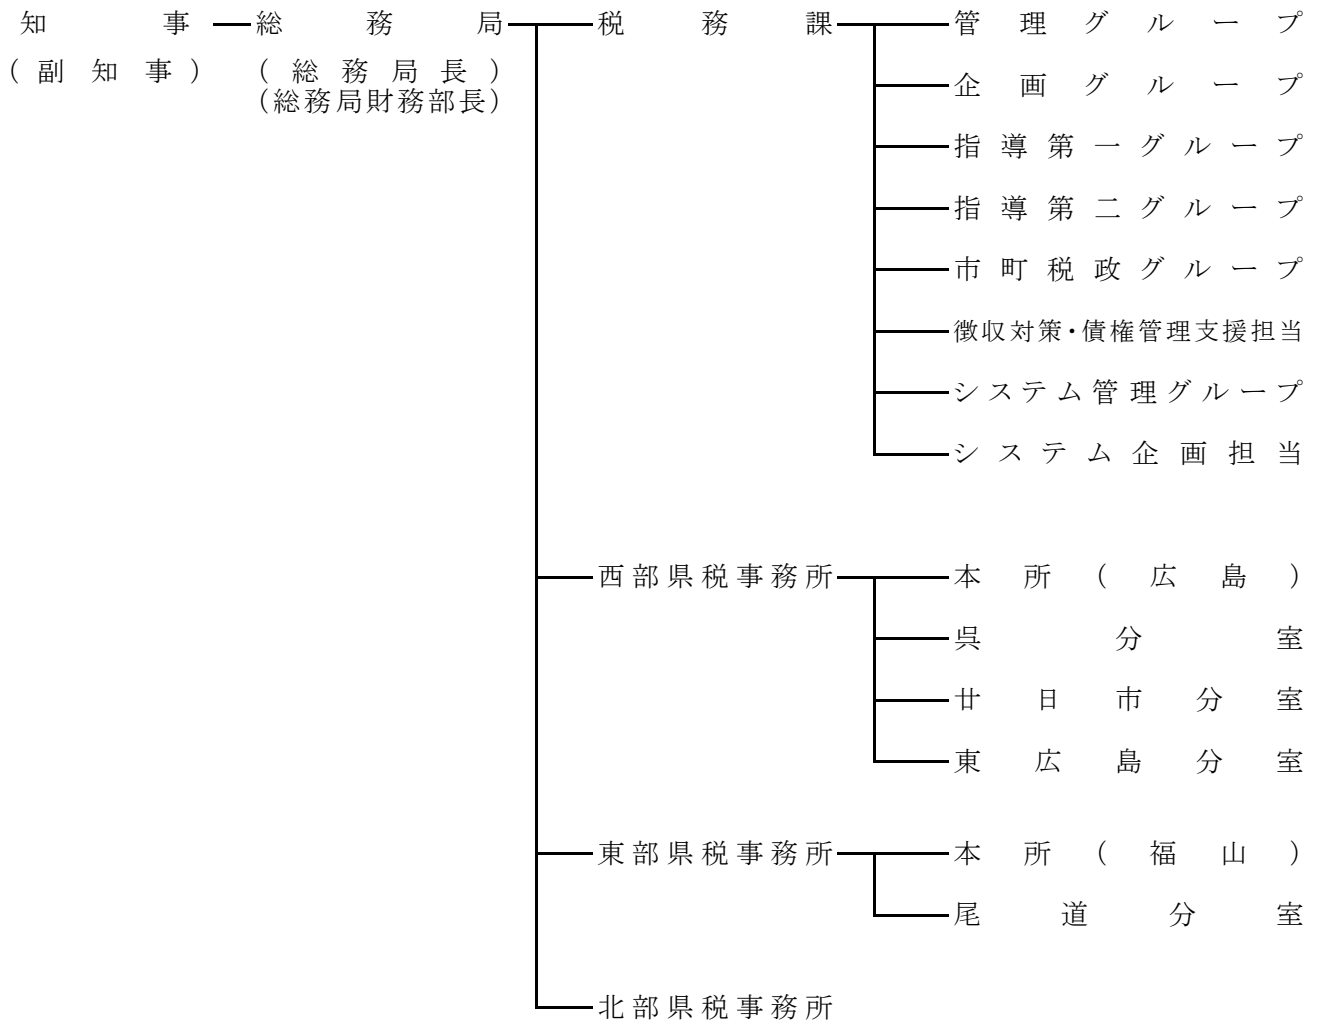 知事 総務局 税務課 管理グループ
(副知事) (総務局長)
(総務局財務部長)
企画グループ
指導第一グループ
指導第二グループ
市町税政グループ
徴収対策・債権管理支援担当
システム管理グループ
システム企画担当
西部県税事務所 本所(広島)
呉分室
廿日市分室
東広島分室
東部県税事務所 本所(福山)
尾道分室
北部県税事務所